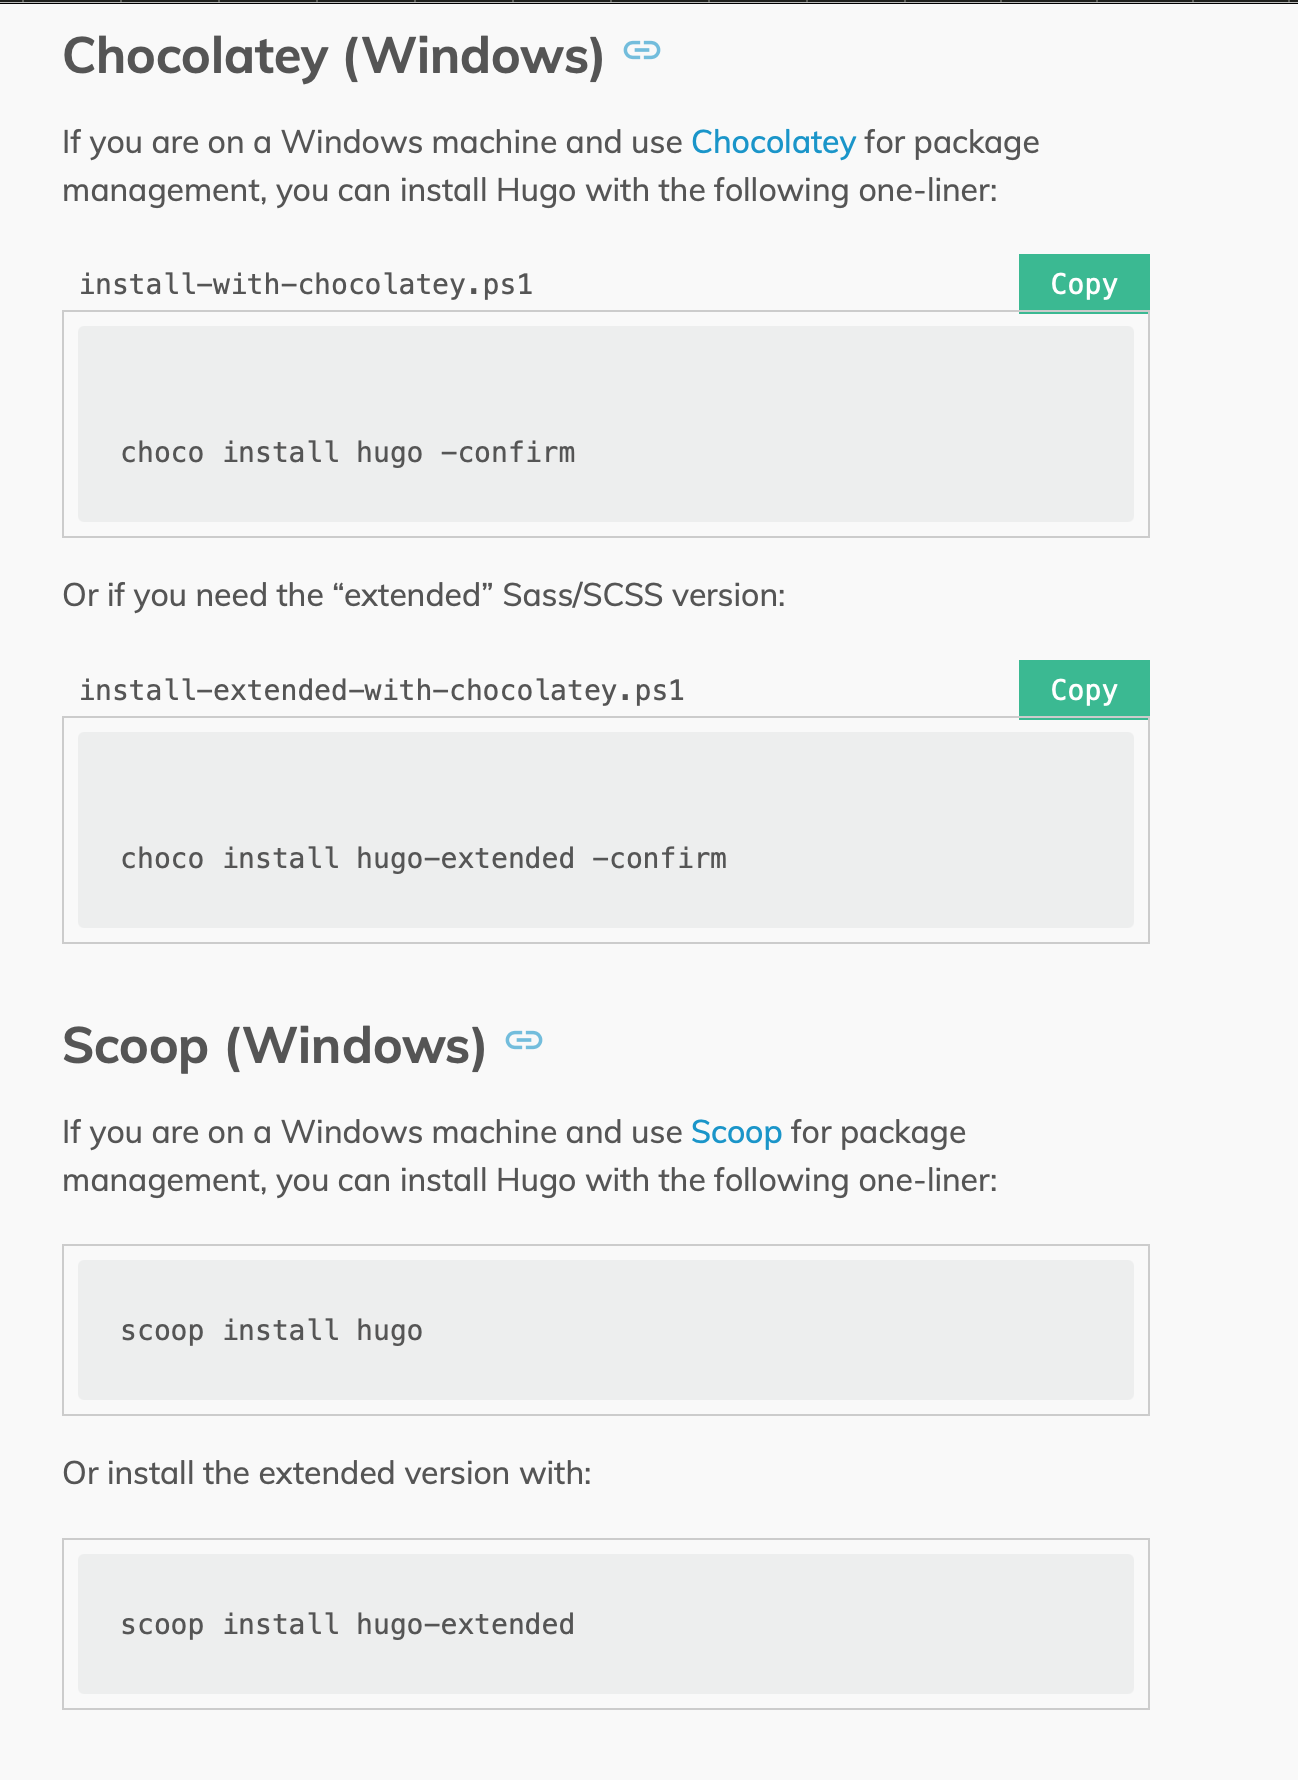 Chocolatey (Windows)
If you are on a Windows machine and use Chocolatey for package
management, you can install Hugo with the following one-liner:
install-with-chocolatey.ps1
Copy
choco install hugo -confirm
Or if you need the “extended” Sass/SCSS version:
install-extended-with-chocolatey.ps1
Copy
choco install hugo-extended -confirm
Scoop (Windows)
If you are on a Windows machine and use Scoop for package
management, you can install Hugo with the following one-liner:
scoop install hugo
Or install the extended version with:
scoop install hugo-extended